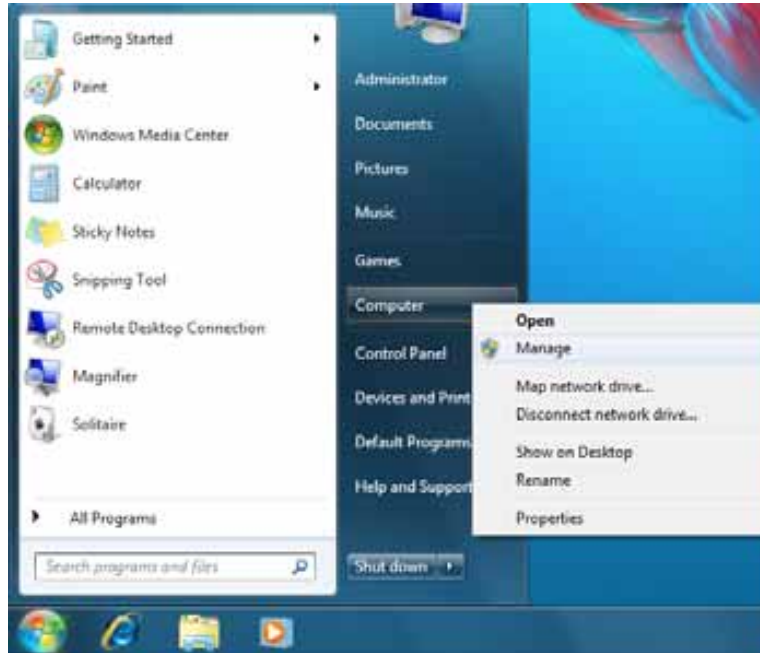 Getting Started
Paint
Windows Media Center
Calculator
Sticky Notes
Snipping Tool
Remote Desktop Connection
Magnifier
Solitaire
All Programs
Search programs and files
Administrator
Documents
Pictures
Music
Games
Computer
Control Panel
Devices and Print
Default Programs
Help and Support
Shut down
Open
Manage
Map network drive...
Disconnect network drive...
Show on Desktop
Rename
Properties